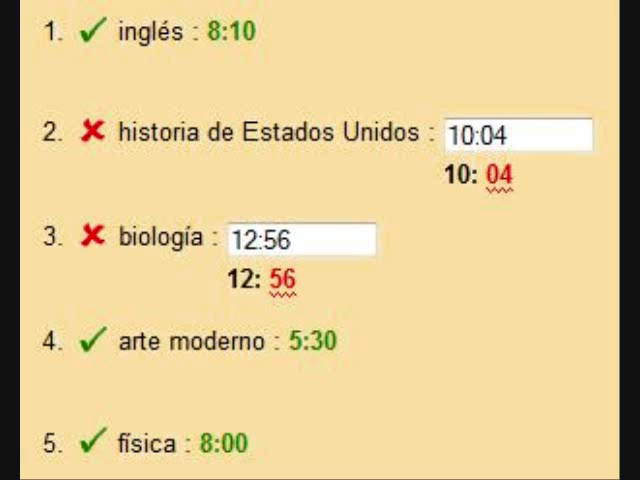 1. ✓ inglés : 8:10
2. ✗ historia de Estados Unidos : 10:04
10: 04
3. ✗ biología : 12:56
12: 56
4. ✓ arte moderno : 5:30
5. ✓ física : 8:00